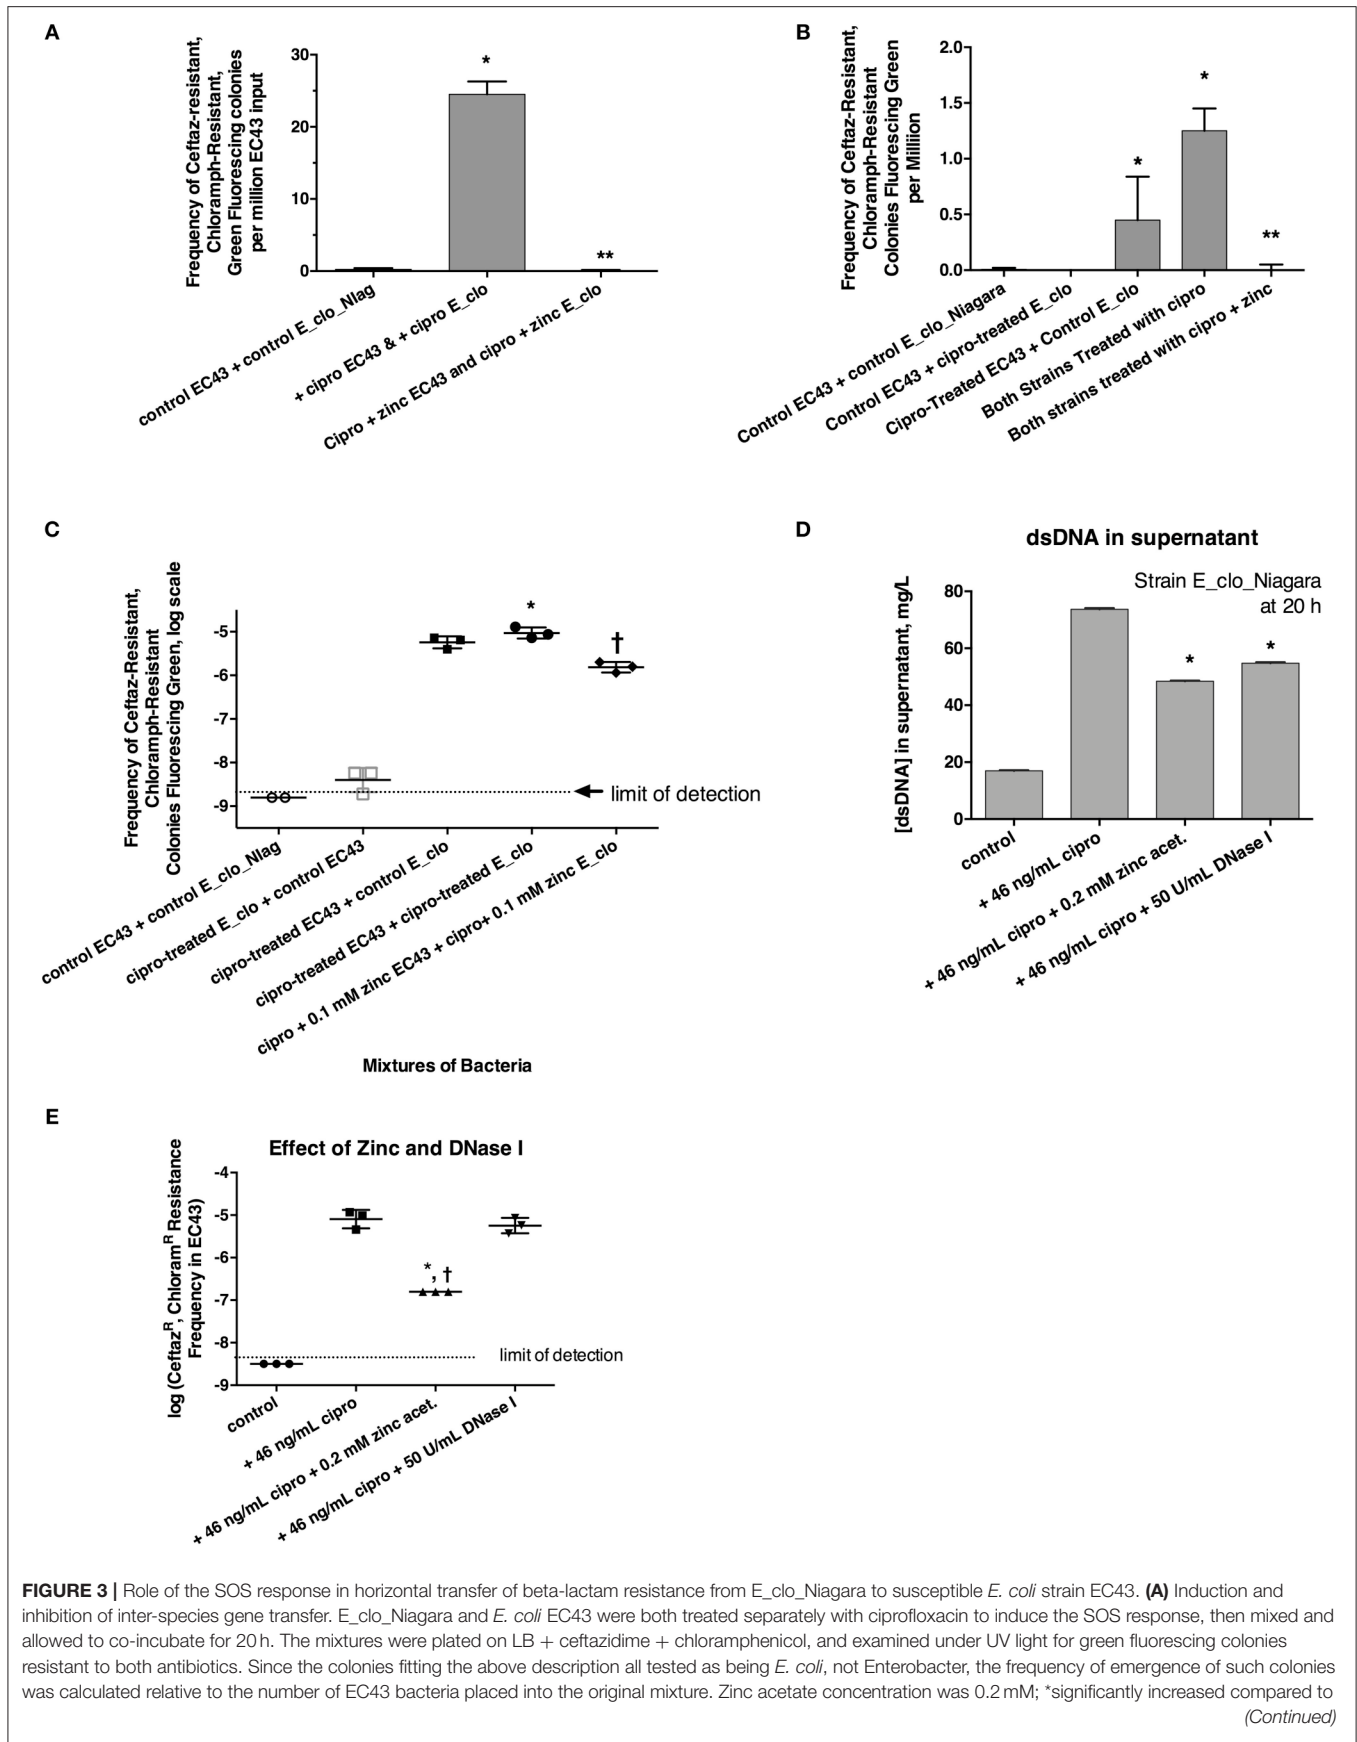 A
Frequency of Ceftaz-resistant,
Chloramph-Resistant,
Green Fluorescing colonies
per million EC43 input
30
20
10
0
*
**
control EC43 + control E_clo_NIag
+ cipro EC43 & + cipro E_clo
Cipro + zinc EC43 and cipro + zinc E_clo
B
Frequency of Ceftaz-Resistant,
Chloramph-Resistant
Colonies Fluorescing Green
per Milliion
2.0
1.5
1.0
0.5
0.0
*
*
**
Control EC43 + control E_clo_Niagara
Control EC43 + cipro-treated E_clo
Cipro-Treated EC43 + Control E_clo
Both Strains Treated with cipro
Both strains treated with cipro + zinc
C
Frequency of Ceftaz-Resistant,
Chloramph-Resistant
Colonies Fluorescing Green, log scale
-5
-6
-7
-8
-9
*
†
limit of detection
control EC43 + control E_clo_NIag
cipro-treated E_clo + control EC43
cipro-treated EC43 + control E_clo
cipro-treated EC43 + cipro-treated E_clo
cipro + 0.1 mM zinc EC43 + cipro+ 0.1 mM zinc E_clo
Mixtures of Bacteria
D
dsDNA in supernatant
Strain E_clo_Niagara
at 20 h
[dsDNA] in supernatant, mg/L
80
60
40
20
0
*
*
control
+ 46 ng/mL cipro
+ 46 ng/mL cipro + 0.2 mM zinc acet.
+ 46 ng/mL cipro + 50 U/mL DNase I
E
Effect of Zinc and DNase I
log (Ceftaz^R, Chloram^R Resistance
Frequency in EC43)
-4
-5
-6
-7
-8
-9
*, †
limit of detection
control
+ 46 ng/mL cipro
+ 46 ng/mL cipro + 0.2 mM zinc acet.
+ 46 ng/mL cipro + 50 U/mL DNase I
FIGURE 3 | Role of the SOS response in horizontal transfer of beta-lactam resistance from E_clo_Niagara to susceptible E. coli strain EC43. (A) Induction and
inhibition of inter-species gene transfer. E_clo_Niagara and E. coli EC43 were both treated separately with ciprofloxacin to induce the SOS response, then mixed and
allowed to co-incubate for 20 h. The mixtures were plated on LB + ceftazidime + chloramphenicol, and examined under UV light for green fluorescing colonies
resistant to both antibiotics. Since the colonies fitting the above description all tested as being E. coli, not Enterobacter, the frequency of emergence of such colonies
was calculated relative to the number of EC43 bacteria placed into the original mixture. Zinc acetate concentration was 0.2 mM; *significantly increased compared to
(Continued)